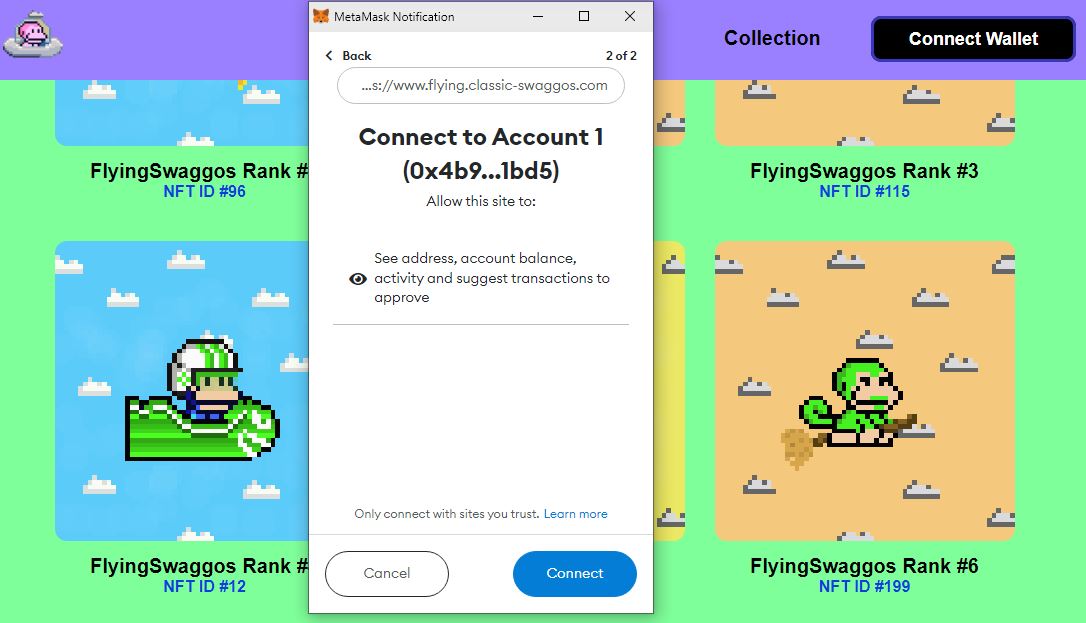 MetaMask Notification
Collection
Connect Wallet
Back
2 of 2
...s://www.flying.classic-swaggos.com
Connect to Account 1
(0x4b9...1bd5)
Allow this site to:
See address, account balance,
activity and suggest transactions to
approve
Only connect with sites you trust. Learn more
Cancel
Connect
FlyingSwaggos Rank #
NFT ID #96
FlyingSwaggos Rank #3
NFT ID #115
FlyingSwaggos Rank #
NFT ID #12
FlyingSwaggos Rank #6
NFT ID #199